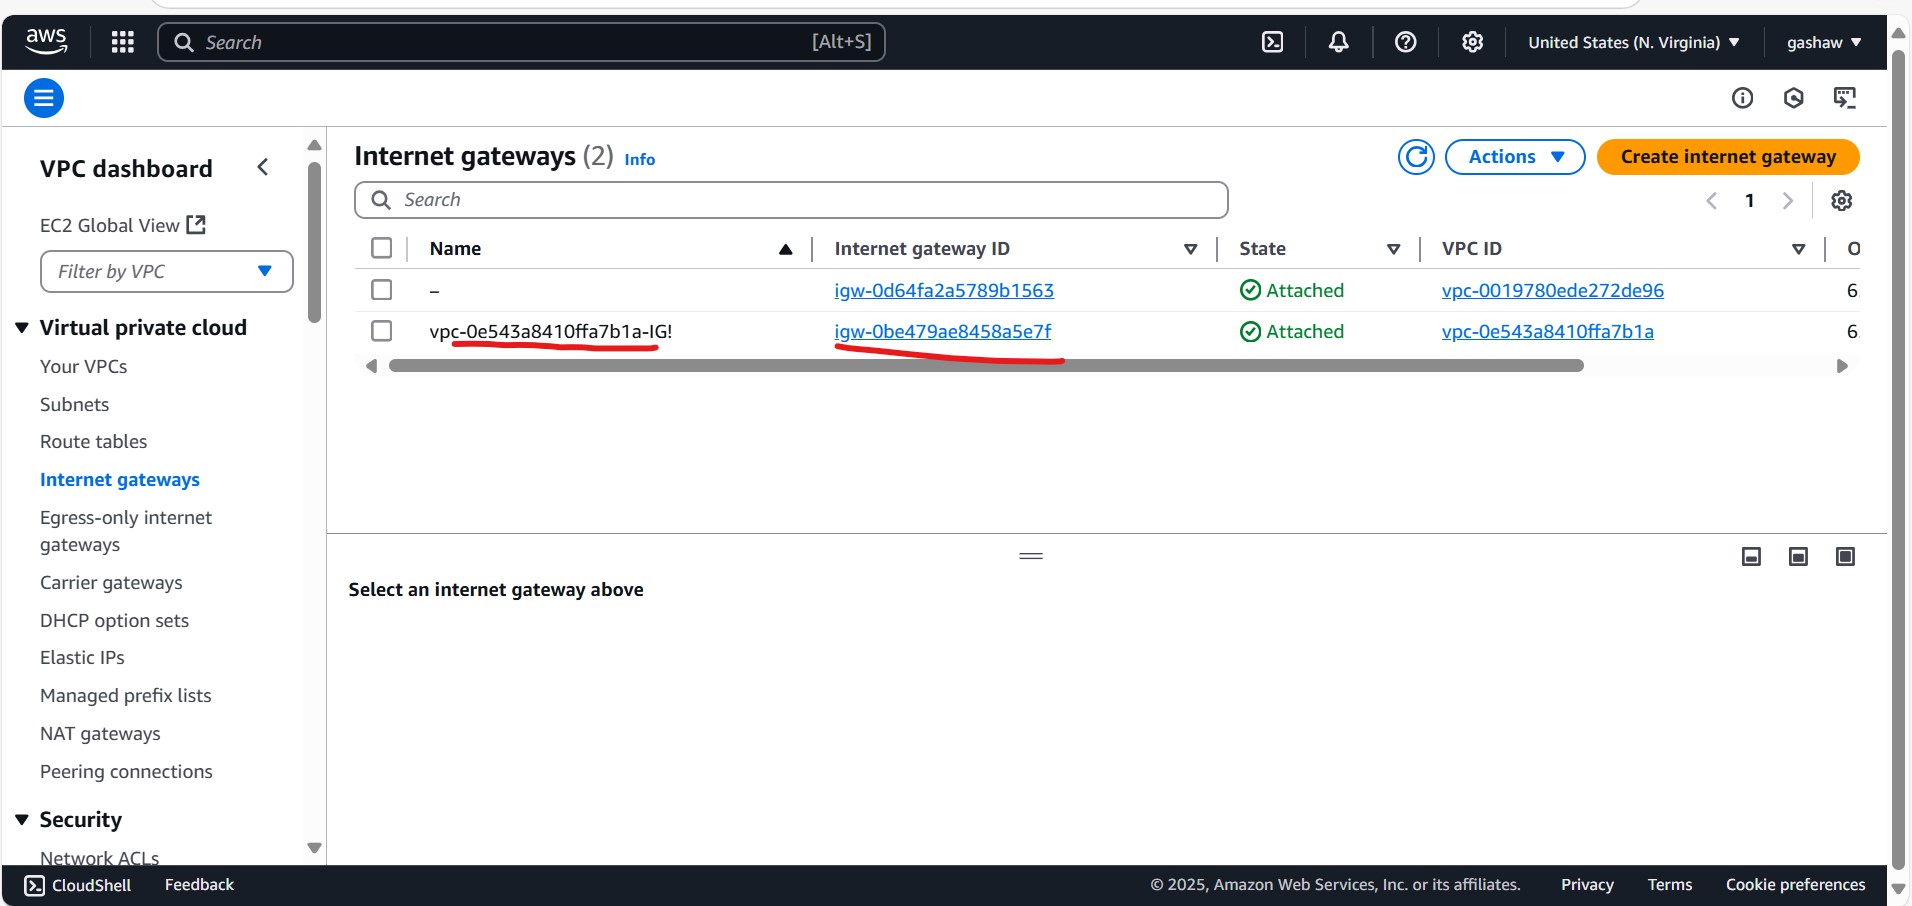 aws
Search [Alt+S]
United States (N. Virginia)
gashaw
VPC dashboard
EC2 Global View
Filter by VPC
Virtual private cloud
Your VPCs
Subnets
Route tables
Internet gateways
Egress-only internet
gateways
Carrier gateways
DHCP option sets
Elastic IPs
Managed prefix lists
NAT gateways
Peering connections
Security
Network ACLs
Internet gateways (2) Info
Actions
Create internet gateway
Search
1
Name Internet gateway ID State VPC ID O
– igw-0d64fa2a5789b1563 Attached vpc-0019780ede272de96 6
vpc-0e543a8410ffa7b1a-IG! igw-0be479ae8458a5e7f Attached vpc-0e543a8410ffa7b1a 6
Select an internet gateway above
CloudShell Feedback
© 2025, Amazon Web Services, Inc. or its affiliates. Privacy Terms Cookie preferences